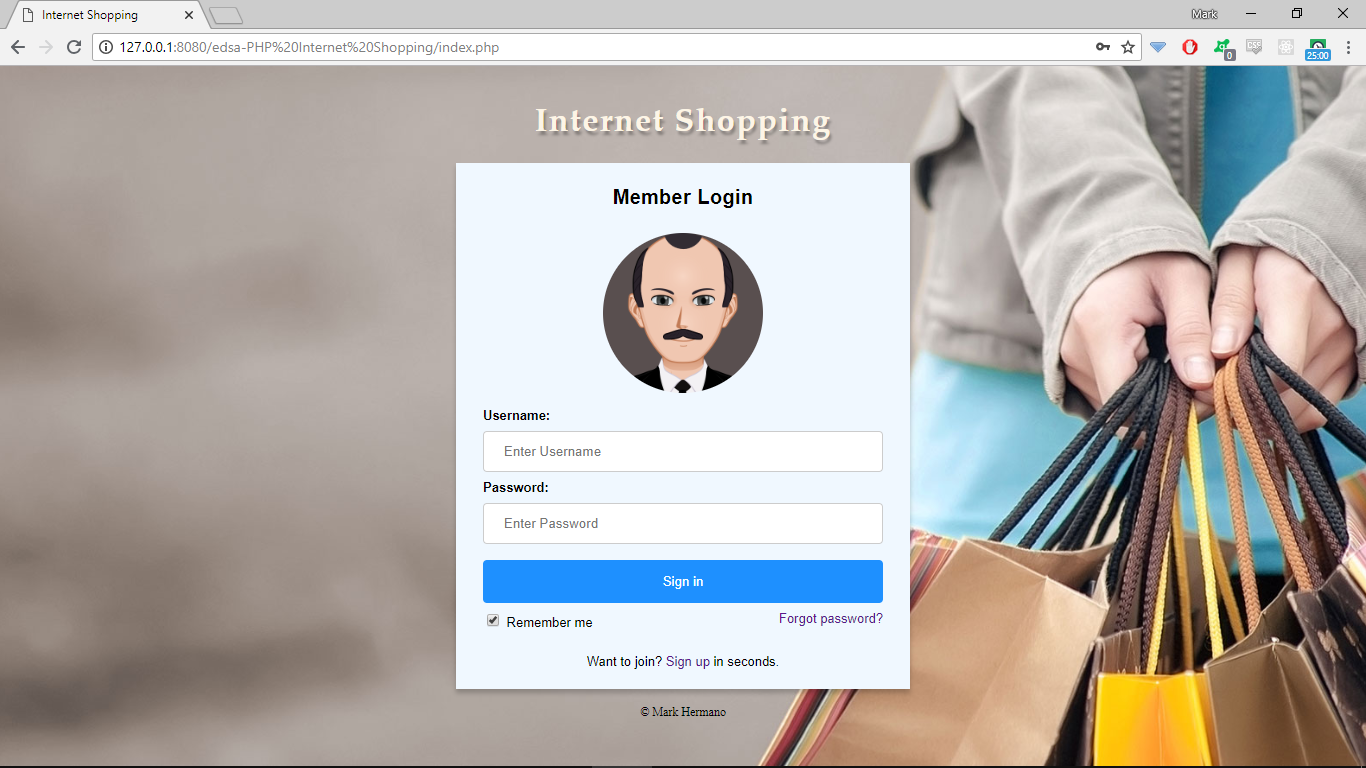 Internet Shopping
Mark
127.0.0.1:8080/edsa-PHP%20Internet%20Shopping/index.php
0
CSS
25:00
Internet Shopping
Member Login
Username:
Enter Username
Password:
Enter Password
Sign in
Remember me
Forgot password?
Want to join? Sign up in seconds.
© Mark Hermano